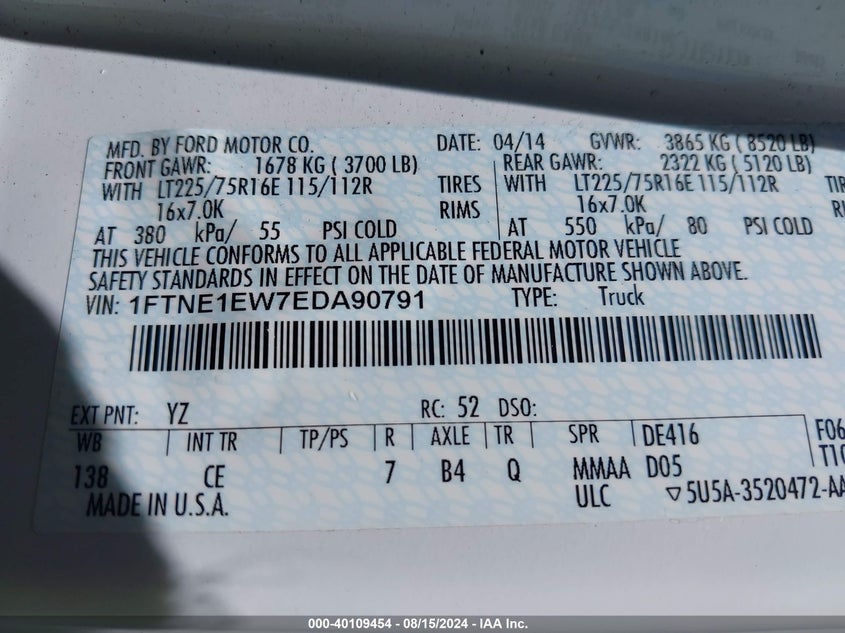 MFD. BY FORD MOTOR CO. DATE: 04/14 GVWR: 3865 KG ( 8520 LB)
FRONT GAWR: 1678 KG ( 3700 LB) REAR GAWR: 2322 KG ( 5120 LB)
WITH LT225/75R16E 115/112R TIRES WITH LT225/75R16E 115/112R
16x7.0K RIMS 16x7.0K
AT 380 kPa/ 55 PSI COLD AT 550 kPa/ 80 PSI COLD
THIS VEHICLE CONFORMS TO ALL APPLICABLE FEDERAL MOTOR VEHICLE
SAFETY STANDARDS IN EFFECT ON THE DATE OF MANUFACTURE SHOWN ABOVE.
VIN: 1FTNE1EW7EDA90791 TYPE: Truck
EXT PNT: YZ RC: 52 DSO:
WB INT TR TP/PS R AXLE TR SPR DE416 F06
138 CE 7 B4 Q MMAA D05
MADE IN U.S.A. ULC 5U5A-3520472-AA
000-40109454 - 08/15/2024 - IAA Inc.